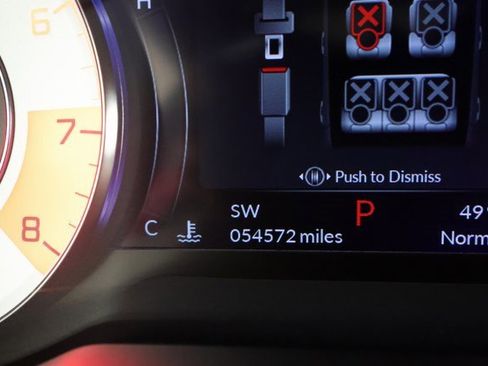 H
6
7
8
C
Push to Dismiss
SW
P
49
054572 miles
Norm